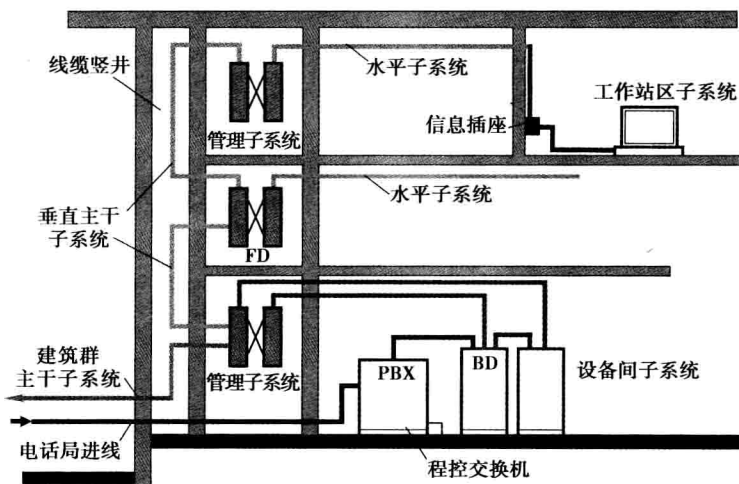 线缆竖井
水平子系统
工作站区子系统
信息插座
管理子系统
垂直主干
子系统
水平子系统
FD
建筑群
主干子系统
管理子系统
PBX
BD
设备间子系统
电话局进线
程控交换机